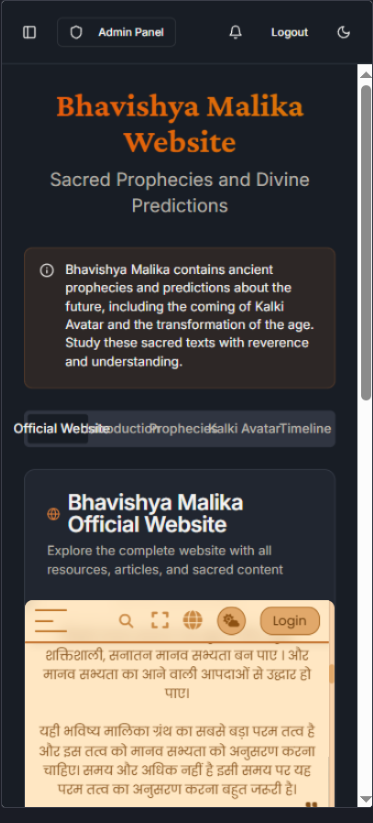 Admin Panel
Logout
Bhavishya Malika
Website
Sacred Prophecies and Divine
Predictions
Bhavishya Malika contains ancient
prophecies and predictions about the
future, including the coming of Kalki
Avatar and the transformation of the age.
Study these sacred texts with reverence
and understanding.
Official Website Introduction Prophecies Kalki Avatar Timeline
Bhavishya Malika
Official Website
Explore the complete website with all
resources, articles, and sacred content
Login
शक्तिशाली, सनातन मानव सभ्यता बन पाए । और
मानव सभ्यता का आने वाली आपदाओं से उद्धार हो
पाए।
यही भविष्य मालिका ग्रंथ का सबसे बड़ा परम तत्व है
और इस तत्व को मानव सभ्यता को अनुसरण करना
चाहिए। समय और अधिक नहीं है इसी समय पर यह
परम तत्व का अनुसरण करना बहुत जरूरी है।